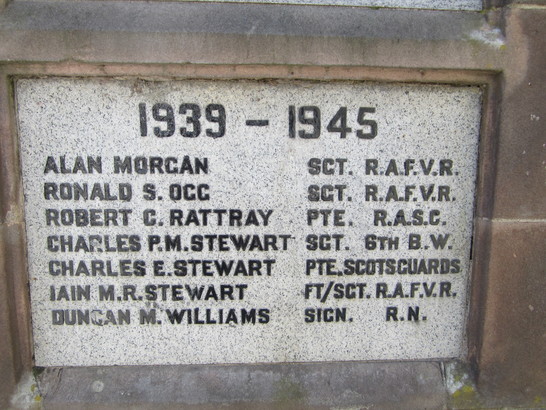 1939 - 1945
ALAN MORGAN SGT. R.A.F.V.R.
RONALD S. OGG SGT. R.A.F.V.R.
ROBERT G. RATTRAY PTE. R.A.S.C.
CHARLES P.M. STEWART SGT. 6TH B.W.
CHARLES E. STEWART PTE. SCOTS GUARDS
IAIN M.R. STEWART FT/SGT. R.A.F.V.R.
DUNCAN M. WILLIAMS SIGN. R.N.